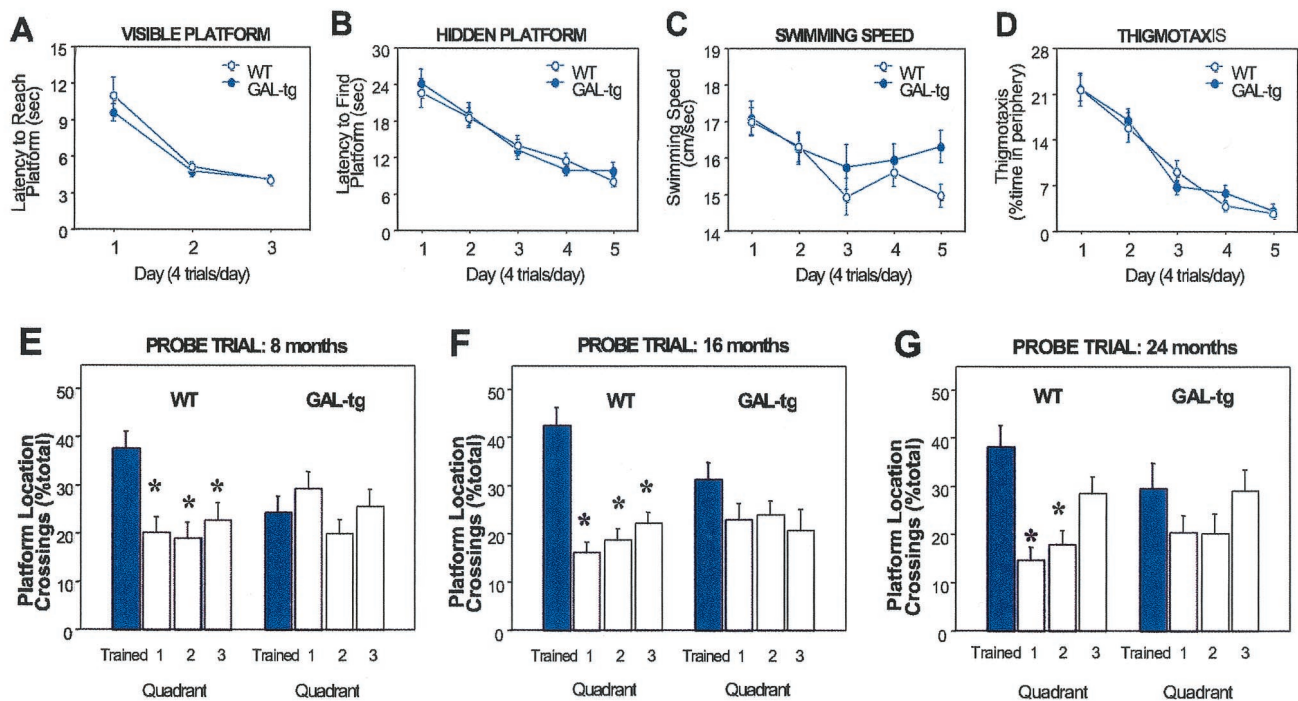 A
VISIBLE PLATFORM
Latency to Reach
Platform (sec)
15
12
9
6
3
0
WT
GAL-tg
1 2 3
Day (4 trials/day)
B
HIDDEN PLATFORM
Latency to Find
Platform (sec)
30
24
18
12
6
0
WT
GAL-tg
1 2 3 4 5
Day (4 trials/day)
C
SWIMMING SPEED
Swimming Speed
(cm/sec)
19
18
17
16
15
14
WT
GAL-tg
1 2 3 4 5
Day (4 trials/day)
D
THIGMOTAXIS
Thigmotaxis
(%time in periphery)
28
21
14
7
0
WT
GAL-tg
1 2 3 4 5
Day (4 trials/day)
E
PROBE TRIAL: 8 months
Platform Location
Crossings (%total)
50
40
30
20
10
0
WT
GAL-tg
* * *
Trained 1 2 3 Trained 1 2 3
Quadrant Quadrant
F
PROBE TRIAL: 16 months
Platform Location
Crossings (%total)
50
40
30
20
10
0
WT
GAL-tg
* * *
Trained 1 2 3 Trained 1 2 3
Quadrant Quadrant
G
PROBE TRIAL: 24 months
Platform Location
Crossings (%total)
50
40
30
20
10
0
WT
GAL-tg
* *
Trained 1 2 3 Trained 1 2 3
Quadrant Quadrant